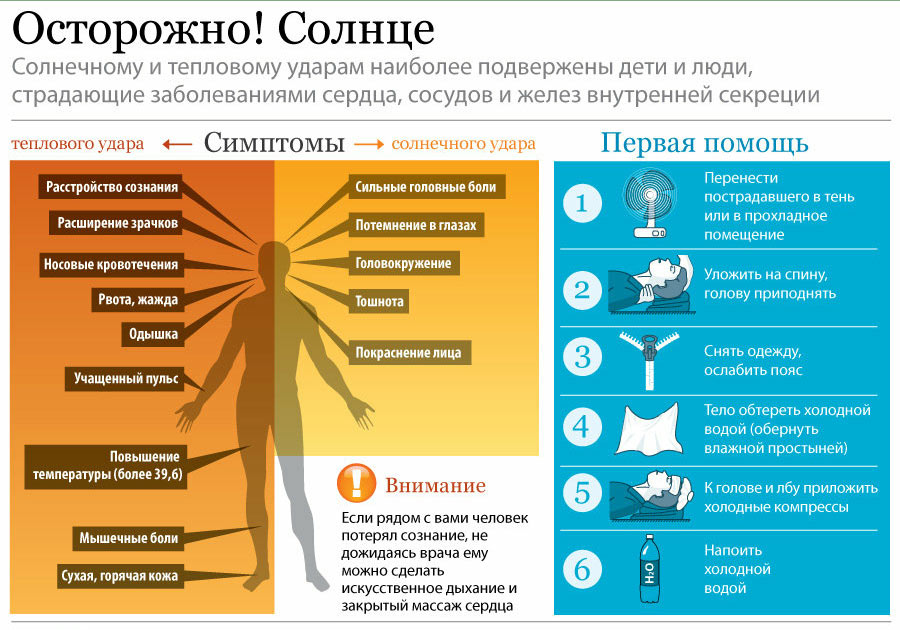 Осторожно! Солнце
Солнечному и тепловому ударам наиболее подвержены дети и люди,
страдающие заболеваниями сердца, сосудов и желез внутренней секреции
теплового удара
Симптомы
солнечного удара
Расстройство сознания
Расширение зрачков
Носовые кровотечения
Рвота, жажда
Одышка
Учащенный пульс
Повышение
температуры (более 39,6)
Мышечные боли
Сухая, горячая кожа
Сильные головные боли
Потемнение в глазах
Головокружение
Тошнота
Покраснение лица
!
Внимание
Если рядом с вами человек
потерял сознание, не
дожидаясь врача ему
можно сделать
искусственное дыхание и
закрытый массаж сердца
Первая помощь
1
Перенести
пострадавшего в тень
или в прохладное
помещение
2
Уложить на спину,
голову приподнять
3
Снять одежду,
ослабить пояс
4
Тело обтереть холодной
водой (обернуть
влажной простыней)
5
К голове и лбу приложить
холодные компрессы
6
H₂O
Напоить
холодной
водой